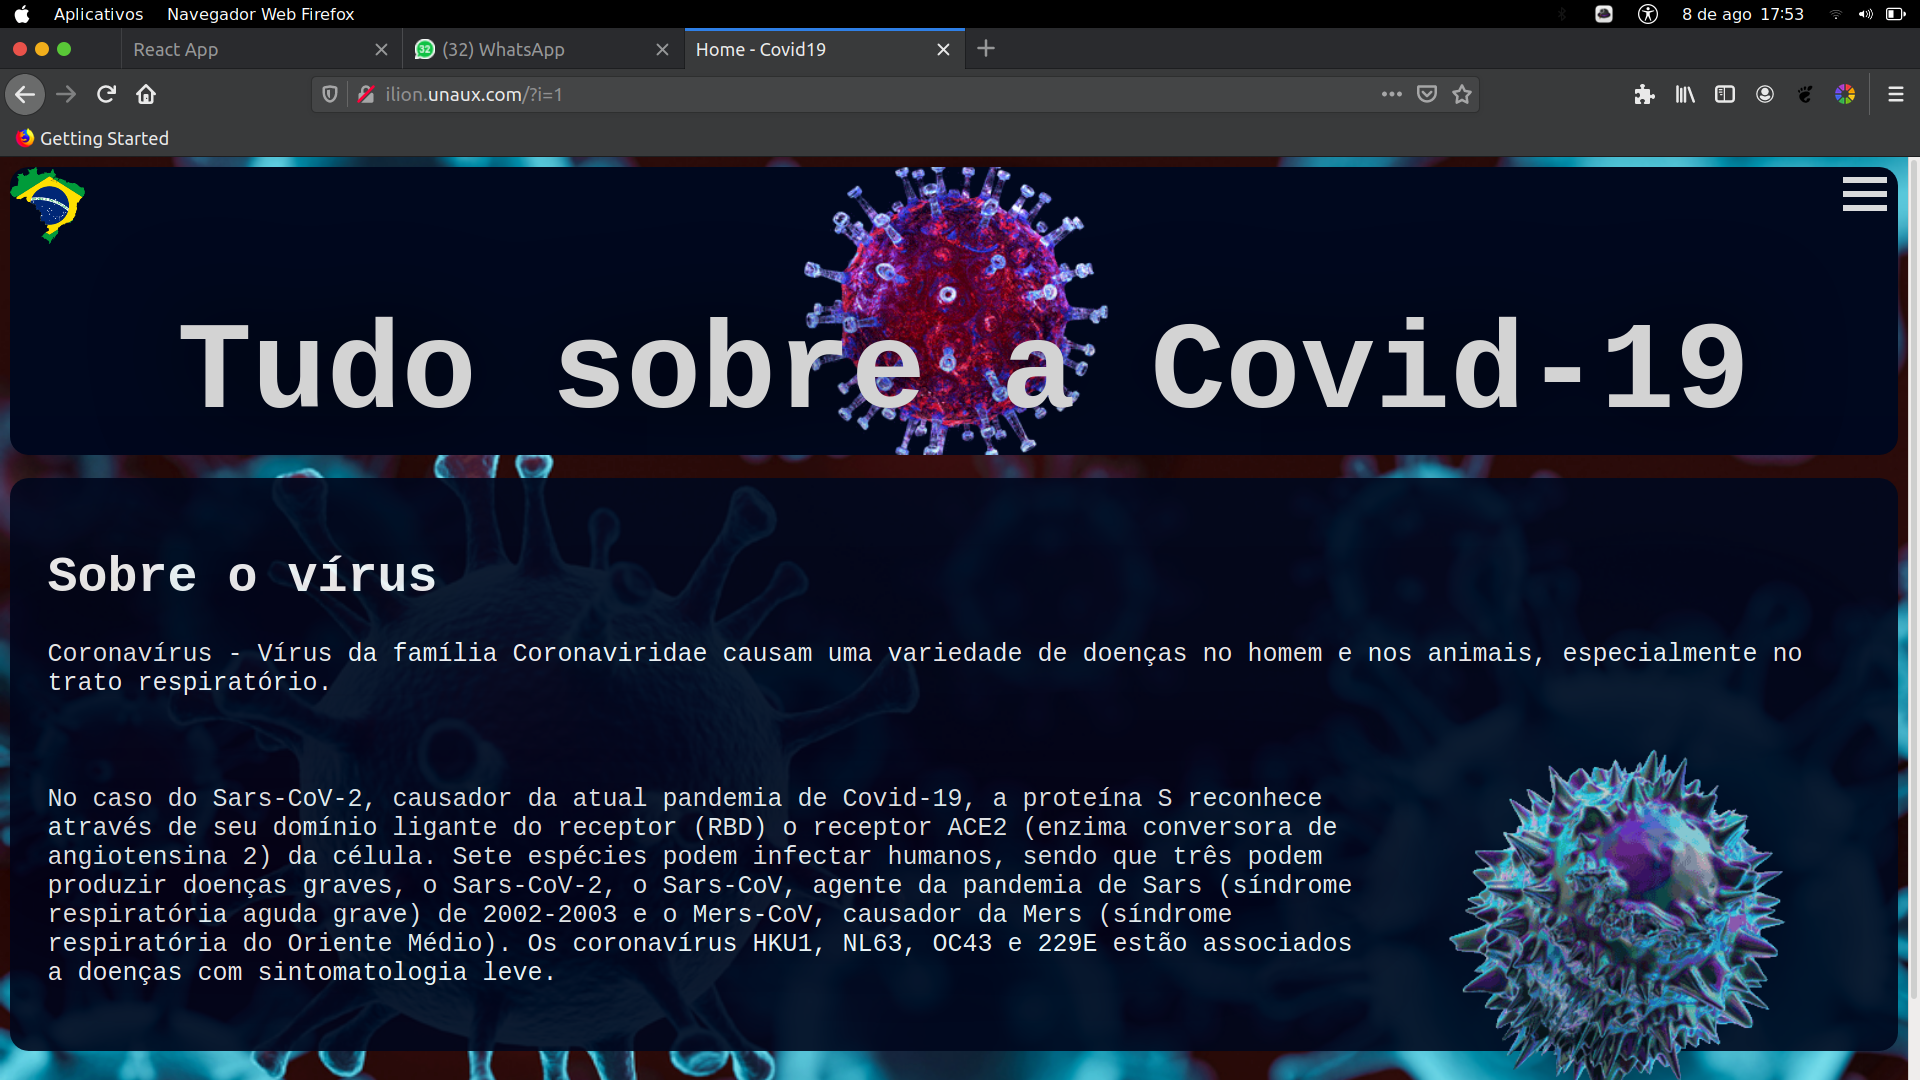 Aplicativos Navegador Web Firefox 8 de ago 17:53
React App (32) WhatsApp Home - Covid19
ilion.unaux.com/?i=1
Getting Started
Tudo sobre a Covid-19
Sobre o vírus
Coronavírus - Vírus da família Coronaviridae causam uma variedade de doenças no homem e nos animais, especialmente no
trato respiratório.
No caso do Sars-CoV-2, causador da atual pandemia de Covid-19, a proteína S reconhece
através de seu domínio ligante do receptor (RBD) o receptor ACE2 (enzima conversora de
angiotensina 2) da célula. Sete espécies podem infectar humanos, sendo que três podem
produzir doenças graves, o Sars-CoV-2, o Sars-CoV, agente da pandemia de Sars (síndrome
respiratória aguda grave) de 2002-2003 e o Mers-CoV, causador da Mers (síndrome
respiratória do Oriente Médio). Os coronavírus HKU1, NL63, OC43 e 229E estão associados
a doenças com sintomatologia leve.